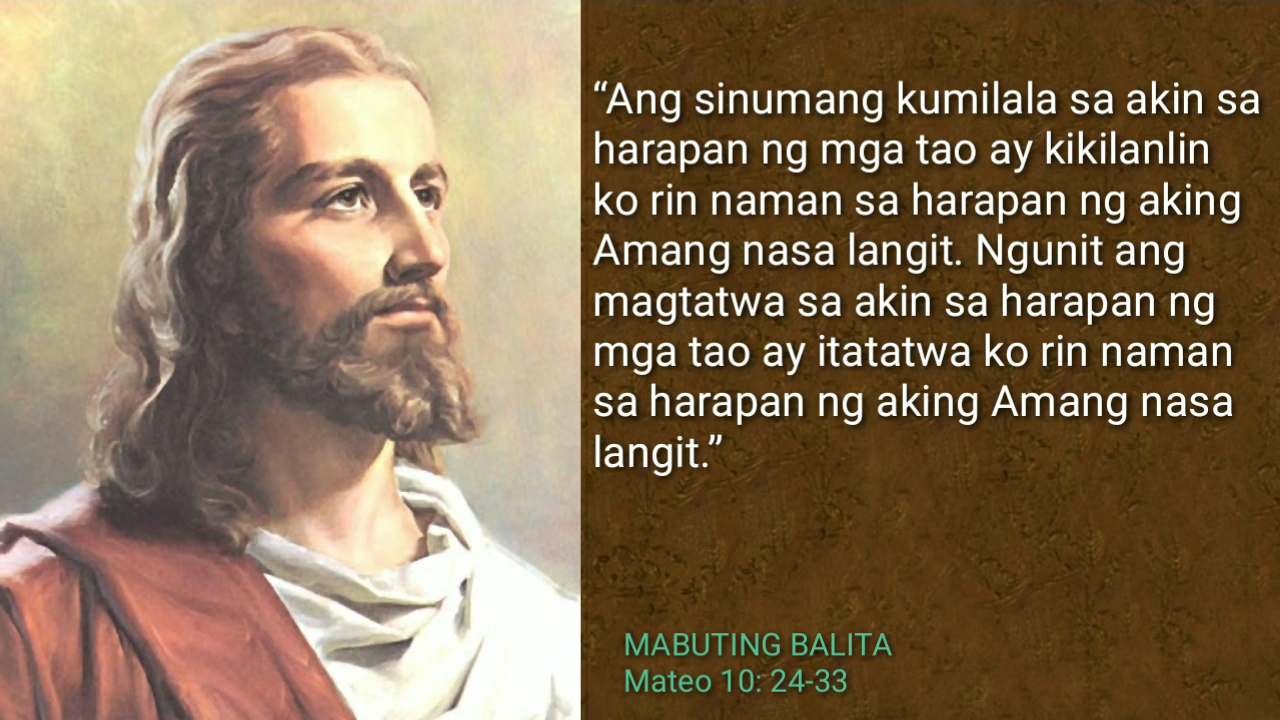 “Ang sinumang kumilala sa akin sa
harapan ng mga tao ay kikilanlin
ko rin naman sa harapan ng aking
Amang nasa langit. Ngunit ang
magtatwa sa akin sa harapan ng
mga tao ay itatatwa ko rin naman
sa harapan ng aking Amang nasa
langit.”
MABUTING BALITA
Mateo 10: 24-33